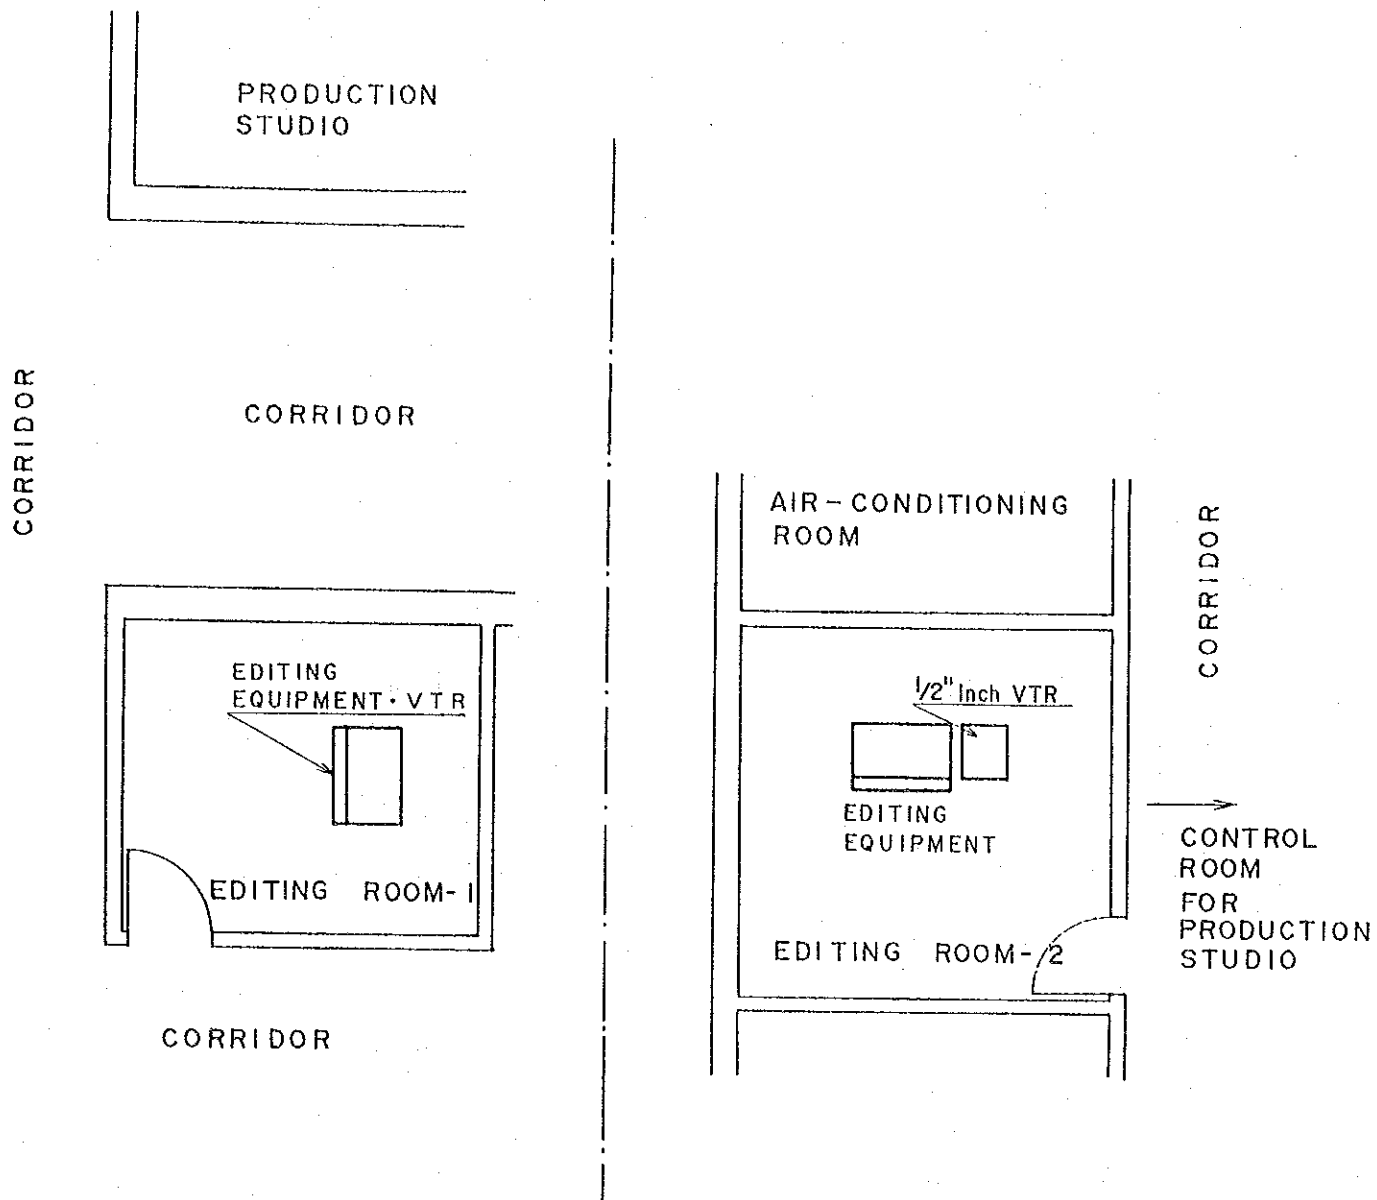 PRODUCTION
STUDIO
CORRIDOR
CORRIDOR
EDITING
EQUIPMENT・VTR
EDITING ROOM-1
CORRIDOR
AIR-CONDITIONING
ROOM
CORRIDOR
1/2" Inch VTR
EDITING
EQUIPMENT
CONTROL
ROOM
FOR
PRODUCTION
STUDIO
EDITING ROOM-2